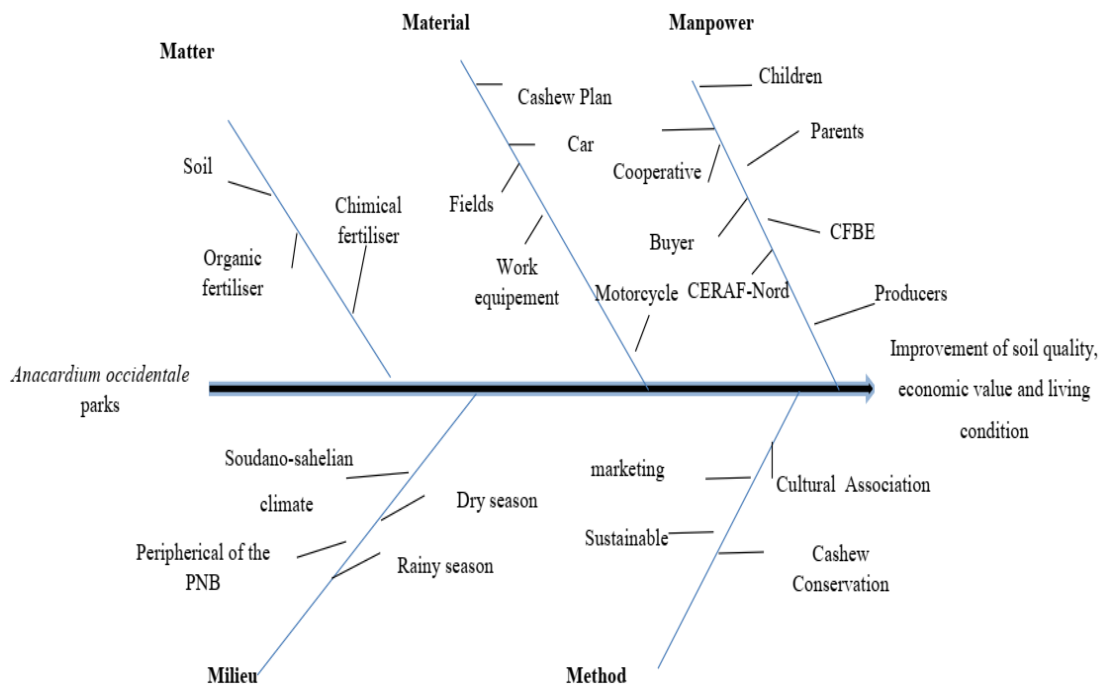 Material
Manpower
Matter
Children
Cashew Plan
Car
Parents
Soil
Cooperative
Fields
Chimical
fertiliser
CFBE
Buyer
Organic
fertiliser
Work
equipement
Motorcycle
CERAF-Nord
Producers
Anacardium occidentale
parks
Improvement of soil quality,
economic value and living
condition
Soudano-sahelian
climate
Dry season
Peripherical of the
PNB
Rainy season
marketing
Cultural Association
Sustainable
Cashew
Conservation
Milieu
Method